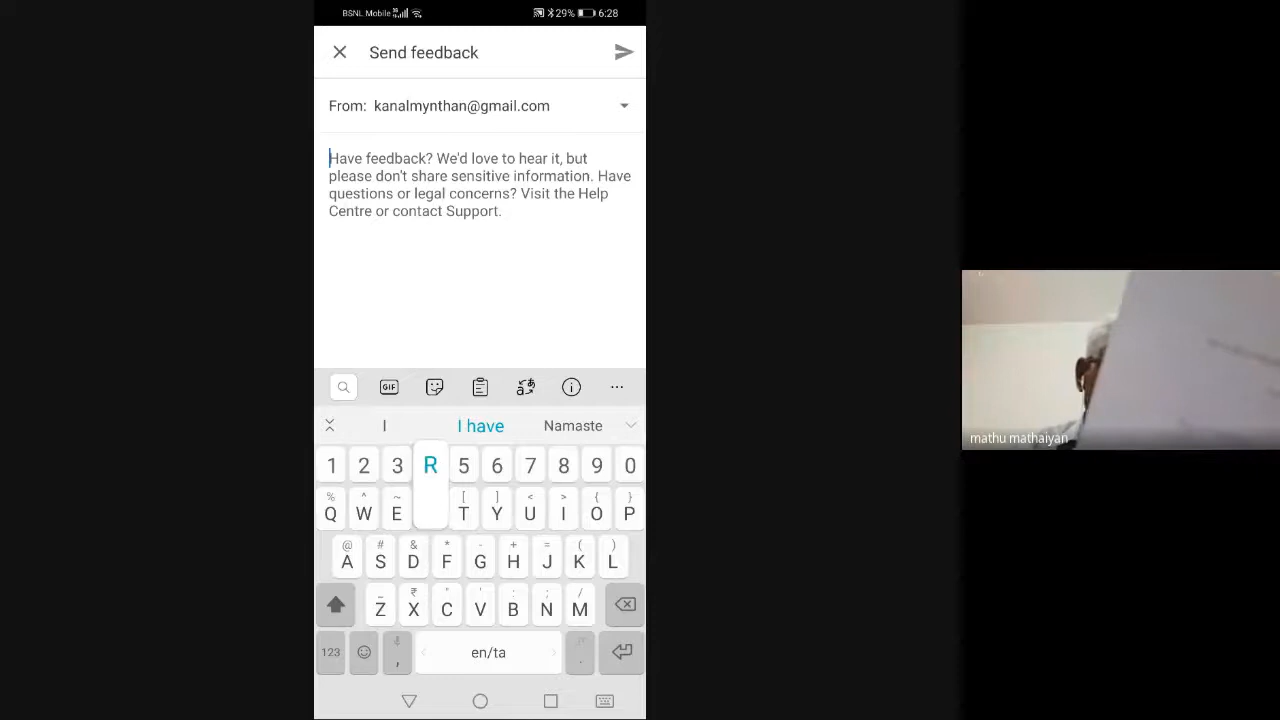 BSNL Mobile 29% 6:28
Send feedback
From: kanalmynthan@gmail.com
Have feedback? We'd love to hear it, but
please don't share sensitive information. Have
questions or legal concerns? Visit the Help
Centre or contact Support.
GIF
I I have Namaste
1 2 3 R 5 6 7 8 9 0
% ^ ~ [ ] < > { }
Q W E T Y U I O P
@ # & * - + = ( )
A S D F G H J K L
_ ₹ " ' : ; /
Z X C V B N M
123 , en/ta .
mathu mathaiyan